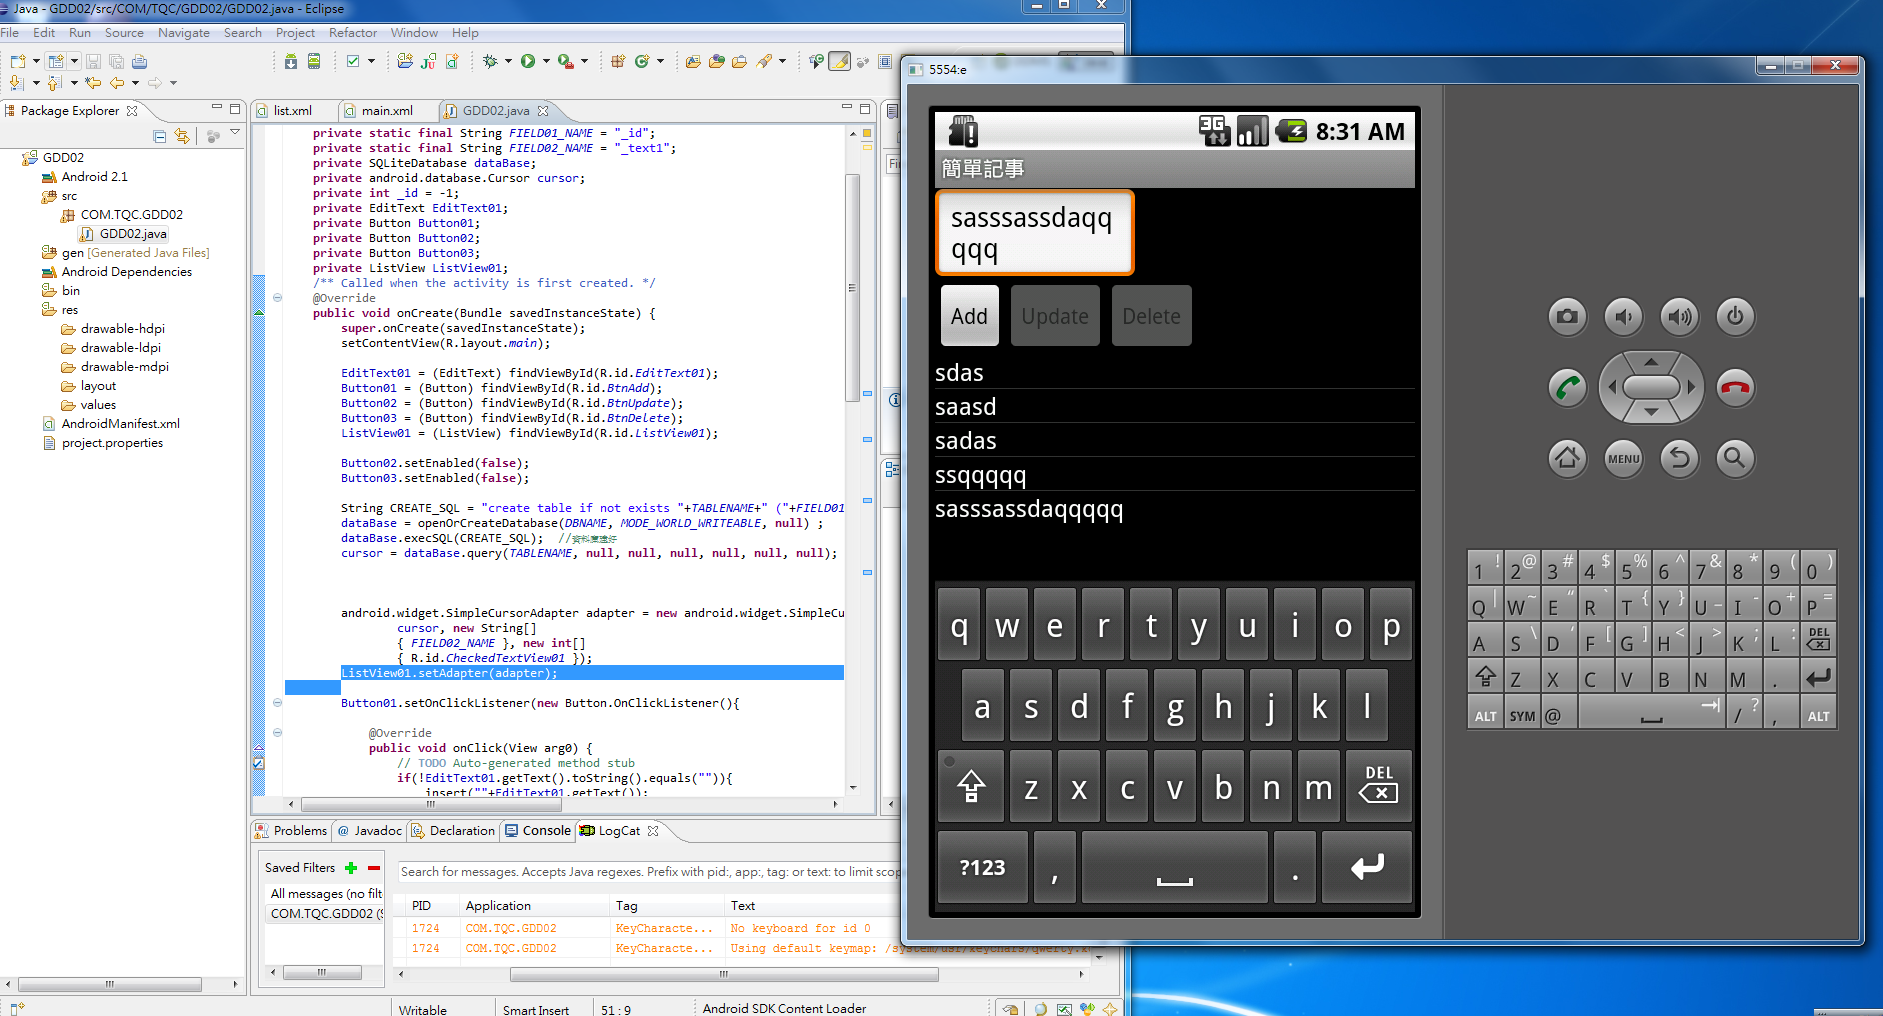 Java - GDD02/src/COM/TQC/GDD02/GDD02.java - Eclipse
File Edit Run Source Navigate Search Project Refactor Window Help
Package Explorer
GDD02
Android 2.1
src
COM.TQC.GDD02
GDD02.java
gen [Generated Java Files]
Android Dependencies
bin
res
drawable-hdpi
drawable-ldpi
drawable-mdpi
layout
values
AndroidManifest.xml
project.properties
list.xml main.xml GDD02.java
private static final String FIELD01_NAME = "_id";
private static final String FIELD02_NAME = "_text1";
private SQLiteDatabase dataBase;
private android.database.Cursor cursor;
private int _id = -1;
private EditText EditText01;
private Button Button01;
private Button Button02;
private Button Button03;
private ListView ListView01;
/** Called when the activity is first created. */
@Override
public void onCreate(Bundle savedInstanceState) {
super.onCreate(savedInstanceState);
setContentView(R.layout.main);
EditText01 = (EditText) findViewById(R.id.EditText01);
Button01 = (Button) findViewById(R.id.BtnAdd);
Button02 = (Button) findViewById(R.id.BtnUpdate);
Button03 = (Button) findViewById(R.id.BtnDelete);
ListView01 = (ListView) findViewById(R.id.ListView01);
Button02.setEnabled(false);
Button03.setEnabled(false);
String CREATE_SQL = "create table if not exists "+TABLENAME+" ("+FIELD01
dataBase = openOrCreateDatabase(DBNAME, MODE_WORLD_WRITEABLE, null) ;
dataBase.execSQL(CREATE_SQL); //資料庫建好
cursor = dataBase.query(TABLENAME, null, null, null, null, null, null);
android.widget.SimpleCursorAdapter adapter = new android.widget.SimpleCu
cursor, new String[]
{ FIELD02_NAME }, new int[]
{ R.id.CheckedTextView01 });
ListView01.setAdapter(adapter);
Button01.setOnClickListener(new Button.OnClickListener(){
@Override
public void onClick(View arg0) {
// TODO Auto-generated method stub
if(!EditText01.getText().toString().equals("")){
insert(""+EditText01.getText());
Problems @ Javadoc Declaration Console LogCat
Saved Filters
All messages (no filt
COM.TQC.GDD02 (S
Search for messages. Accepts Java regexes. Prefix with pid:, app:, tag: or text: to limit scop
PID Application Tag Text
1724 COM.TQC.GDD02 KeyCharacte... No keyboard for id 0
1724 COM.TQC.GDD02 KeyCharacte... Using default keymap: /system/usr/keychars/qwerty.k
Writable Smart Insert 51 : 9 Android SDK Content Loader
5554:e
3G 8:31 AM
簡單記事
sasssassdaqq
qqq
Add Update Delete
sdas
saasd
sadas
ssqqqqq
sasssassdaqqqqq
q w e r t y u i o p
a s d f g h j k l
z x c v b n m DEL
?123 , .
MENU
1 ! 2 @ 3 # 4 $ 5 % 6 ^ 7 & 8 * 9 ( 0 )
Q | W ~ E “ R ` T { Y } U _ I - O + P =
A S \ D ' F [ G ] H < J > K ; L : DEL
Z X C V B N M .
ALT SYM @ / ? , ALT